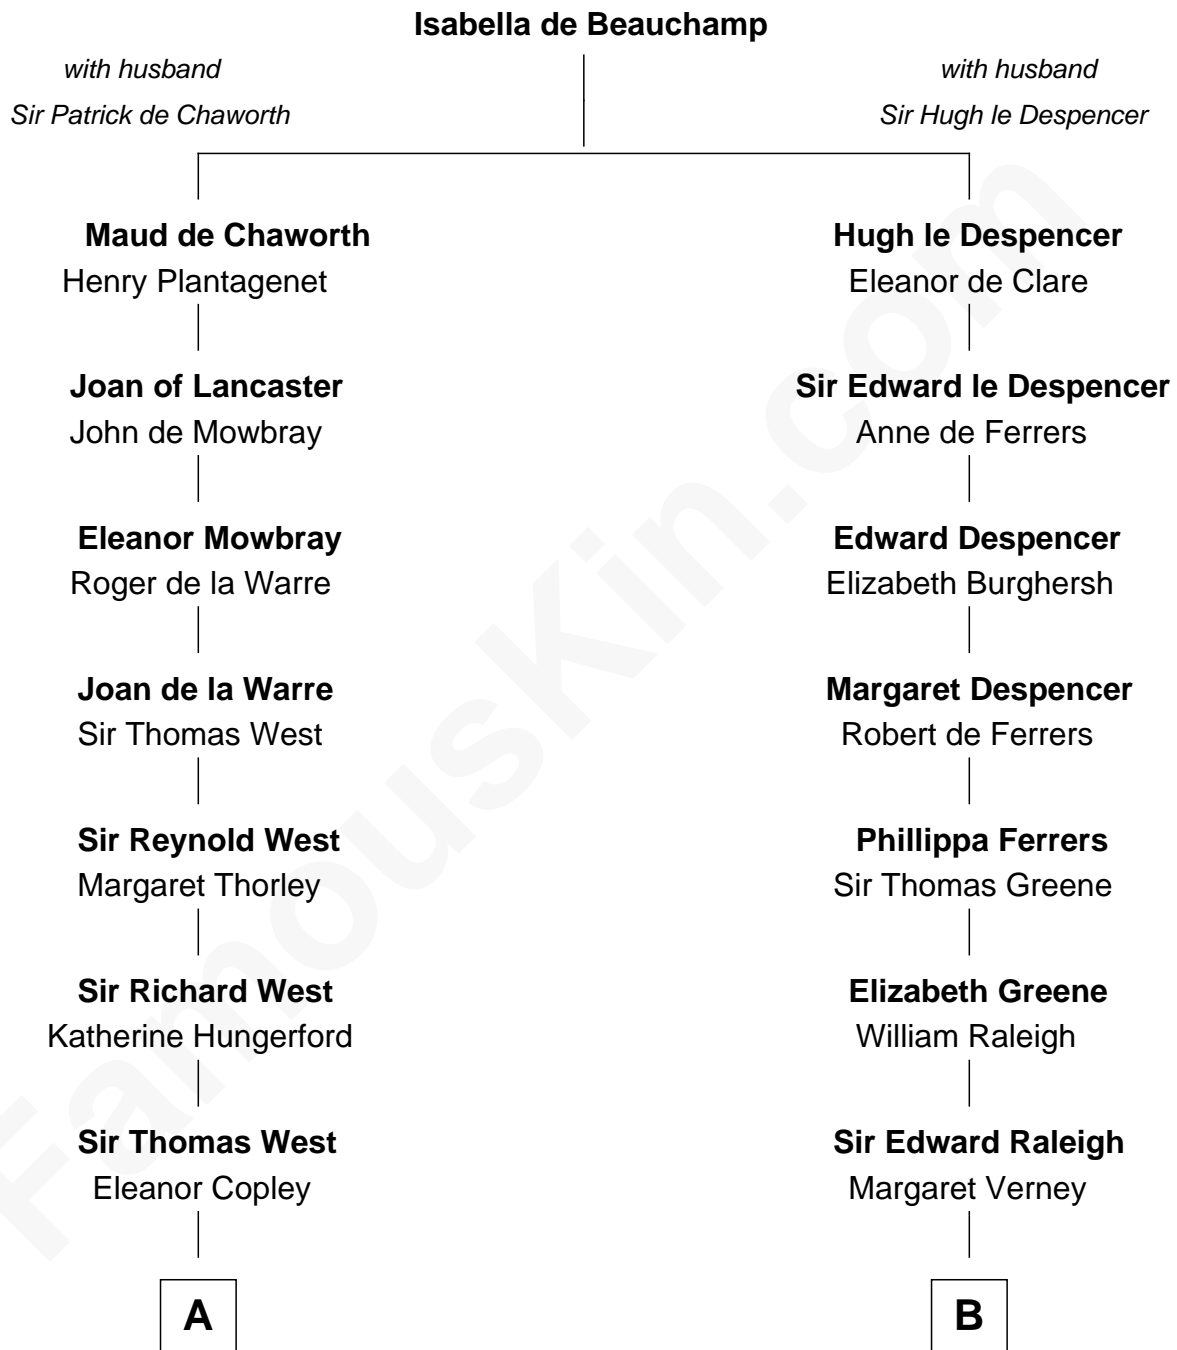 Isabella de Beauchamp
with husband
Sir Patrick de Chaworth
with husband
Sir Hugh le Despencer
Maud de Chaworth
Henry Plantagenet
Hugh le Despencer
Eleanor de Clare
Joan of Lancaster
John de Mowbray
Sir Edward le Despencer
Anne de Ferrers
Eleanor Mowbray
Roger de la Warre
Edward Despencer
Elizabeth Burghersh
Joan de la Warre
Sir Thomas West
Margaret Despencer
Robert de Ferrers
Sir Reynold West
Margaret Thorley
Phillippa Ferrers
Sir Thomas Greene
Sir Richard West
Katherine Hungerford
Elizabeth Greene
William Raleigh
Sir Thomas West
Eleanor Copley
Sir Edward Raleigh
Margaret Verney
A
B
FamousKin.com